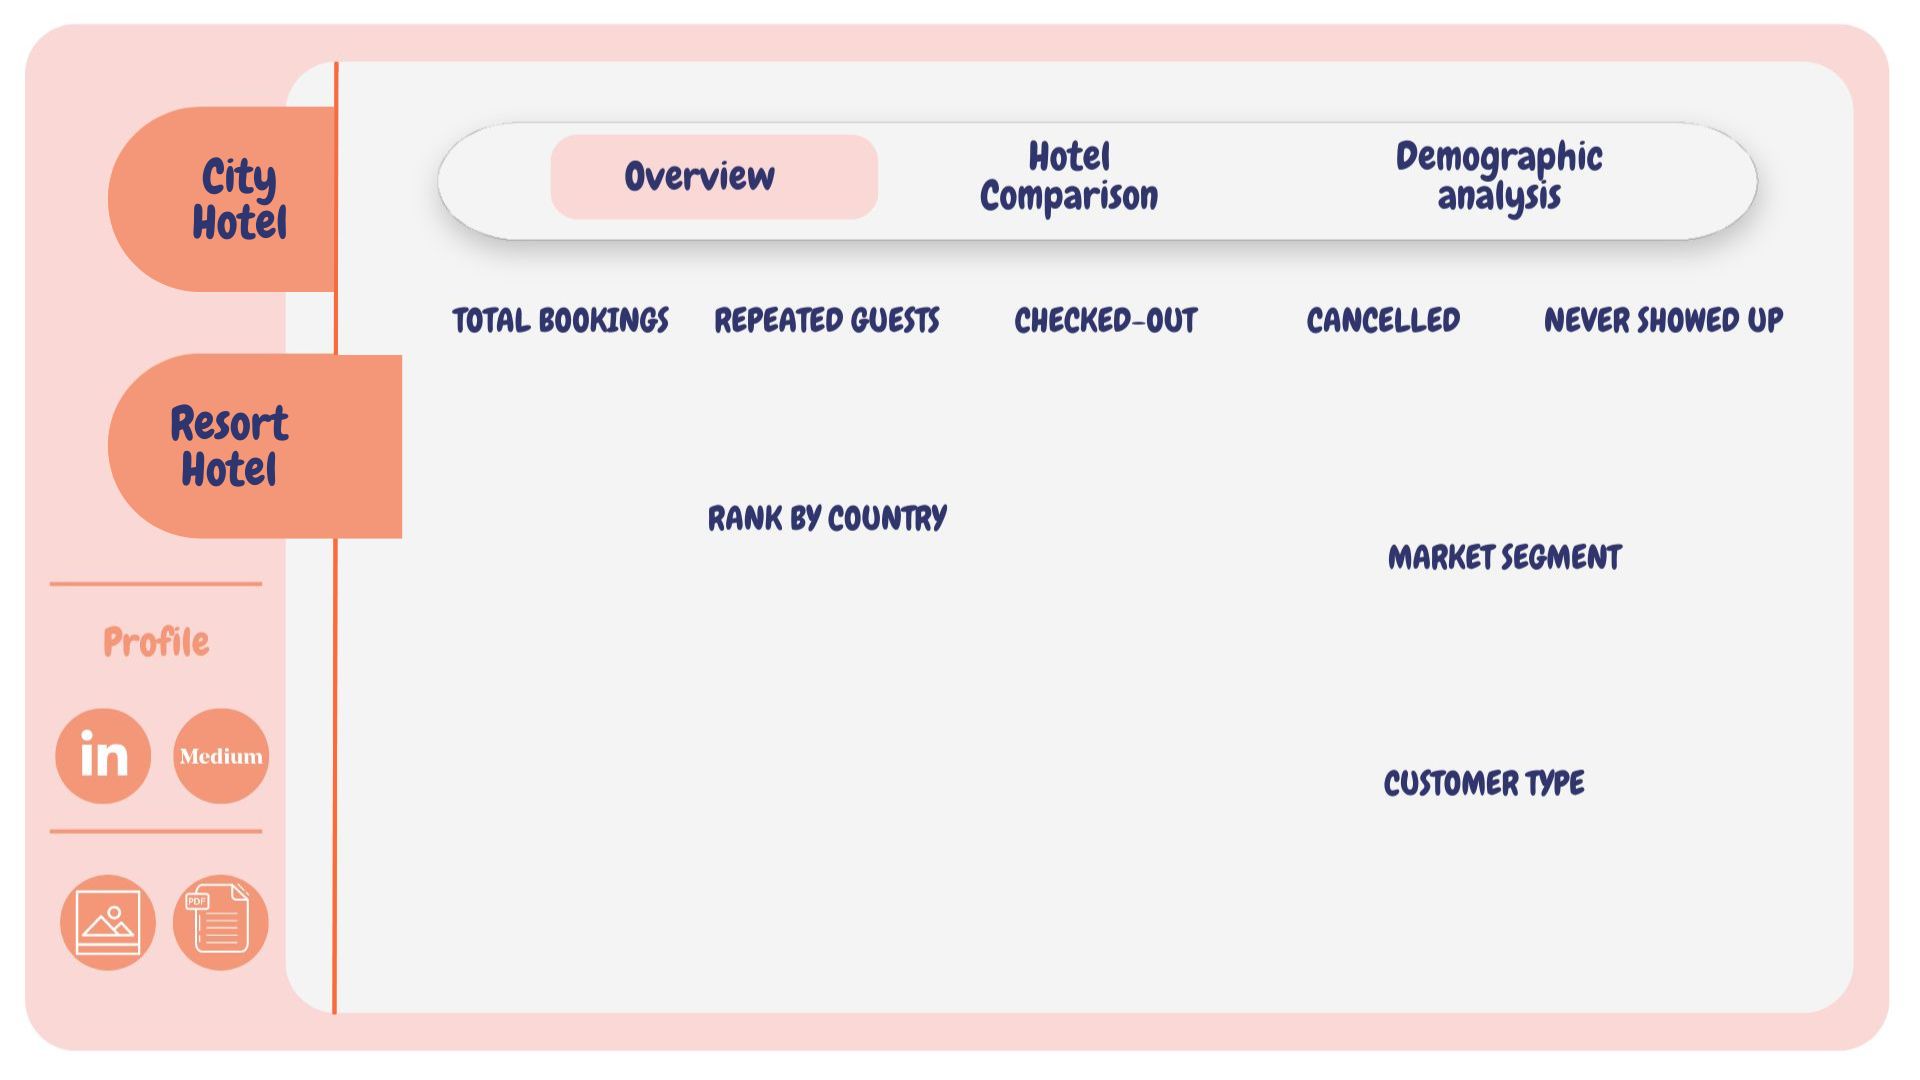 City
Hotel
Resort
Hotel
Profile
in
Medium
PDF
Overview
Hotel
Comparison
Demographic
analysis
TOTAL BOOKINGS
REPEATED GUESTS
CHECKED-OUT
CANCELLED
NEVER SHOWED UP
RANK BY COUNTRY
MARKET SEGMENT
CUSTOMER TYPE